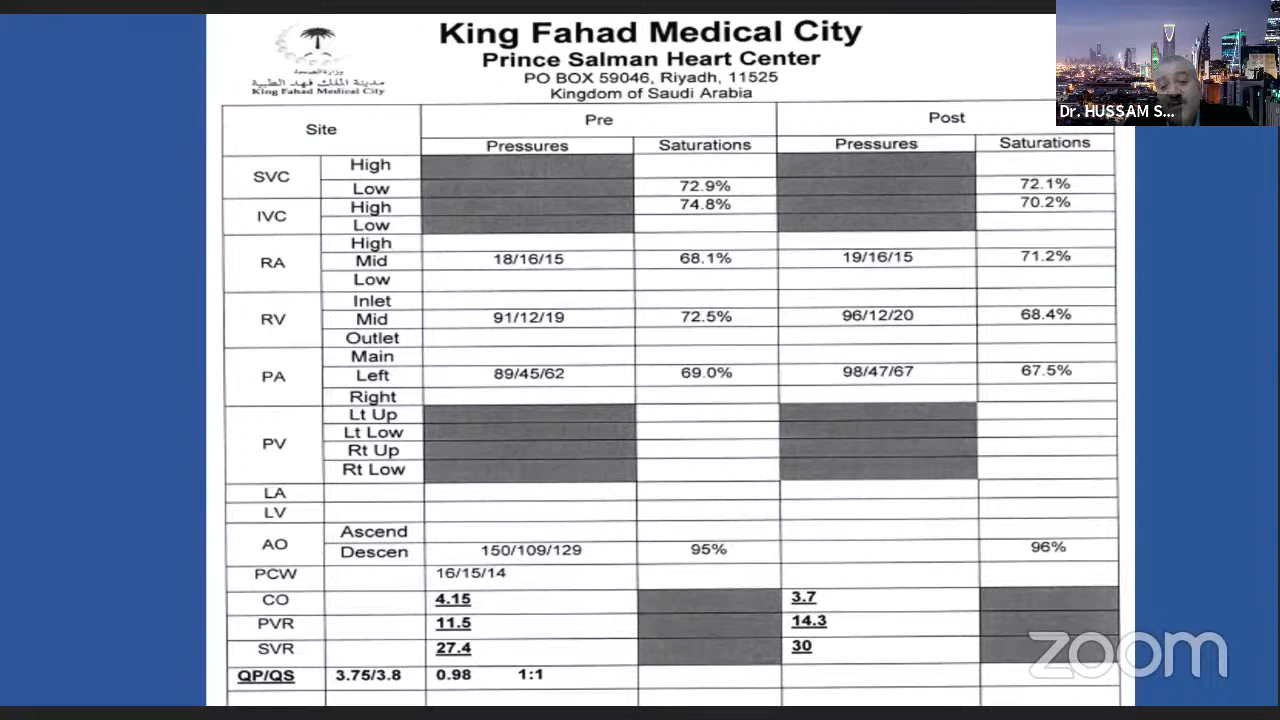 King Fahad Medical City
Prince Salman Heart Center
PO BOX 59046, Riyadh, 11525
Kingdom of Saudi Arabia
وزارة الصحة
مدينة الملك فهد الطبية
King Fahad Medical City
Dr. HUSSAM S...
Site Pre Post
Pressures Saturations Pressures Saturations
SVC High
Low 72.9% 72.1%
IVC High 74.8% 70.2%
Low
RA High
Mid 18/16/15 68.1% 19/16/15 71.2%
Low
RV Inlet
Mid 91/12/19 72.5% 96/12/20 68.4%
Outlet
PA Main
Left 89/45/62 69.0% 98/47/67 67.5%
Right
PV Lt Up
Lt Low
Rt Up
Rt Low
LA
LV
AO Ascend
Descen 150/109/129 95% 96%
PCW 16/15/14
CO 4.15 3.7
PVR 11.5 14.3
SVR 27.4 30
QP/QS 3.75/3.8 0.98 1:1
zoom